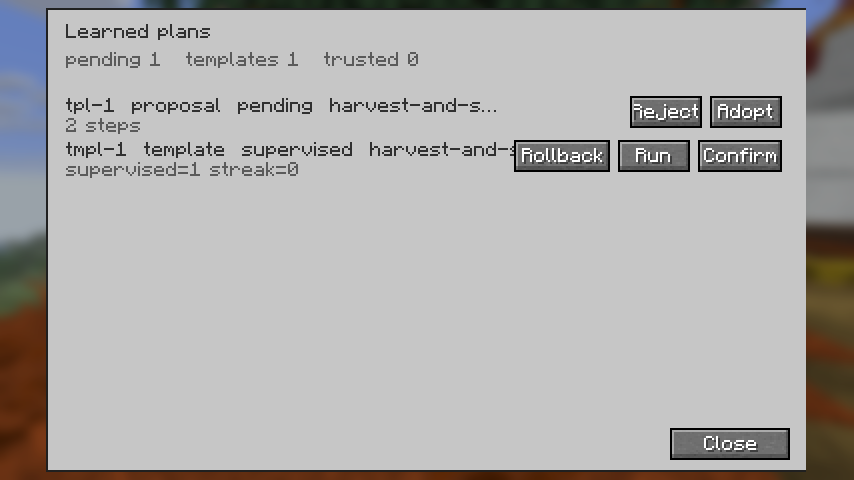 Learned plans
pending 1 templates 1 trusted 0
tpl-1 proposal pending harvest-and-s... Reject Adopt
2 steps
tmpl-1 template supervised harvest-and-s Rollback Run Confirm
supervised=1 streak=0
Close